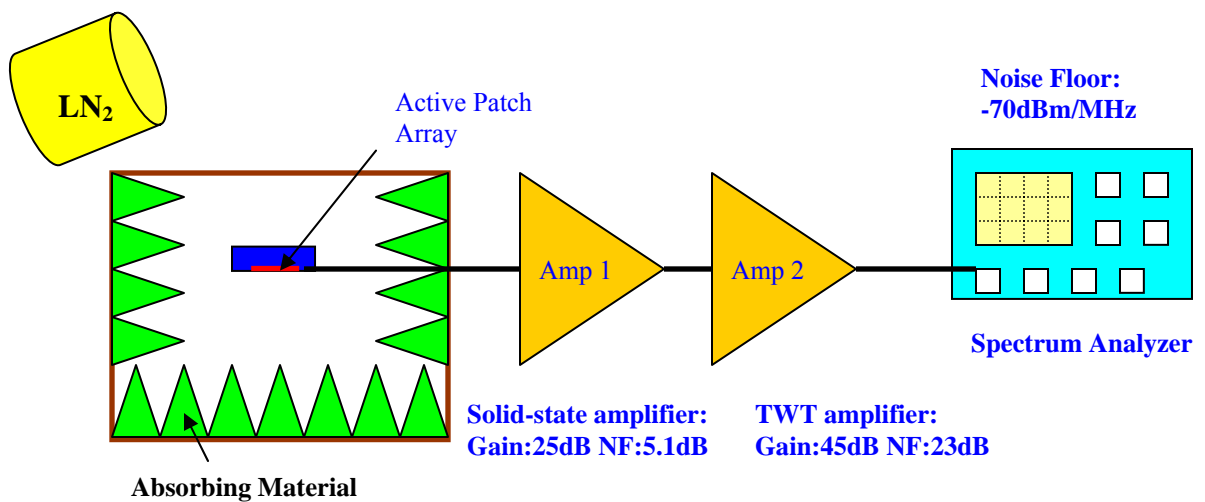 LN₂
Active Patch
Array
Noise Floor:
-70dBm/MHz
Amp 1
Amp 2
Spectrum Analyzer
Solid-state amplifier:
Gain:25dB NF:5.1dB
TWT amplifier:
Gain:45dB NF:23dB
Absorbing Material